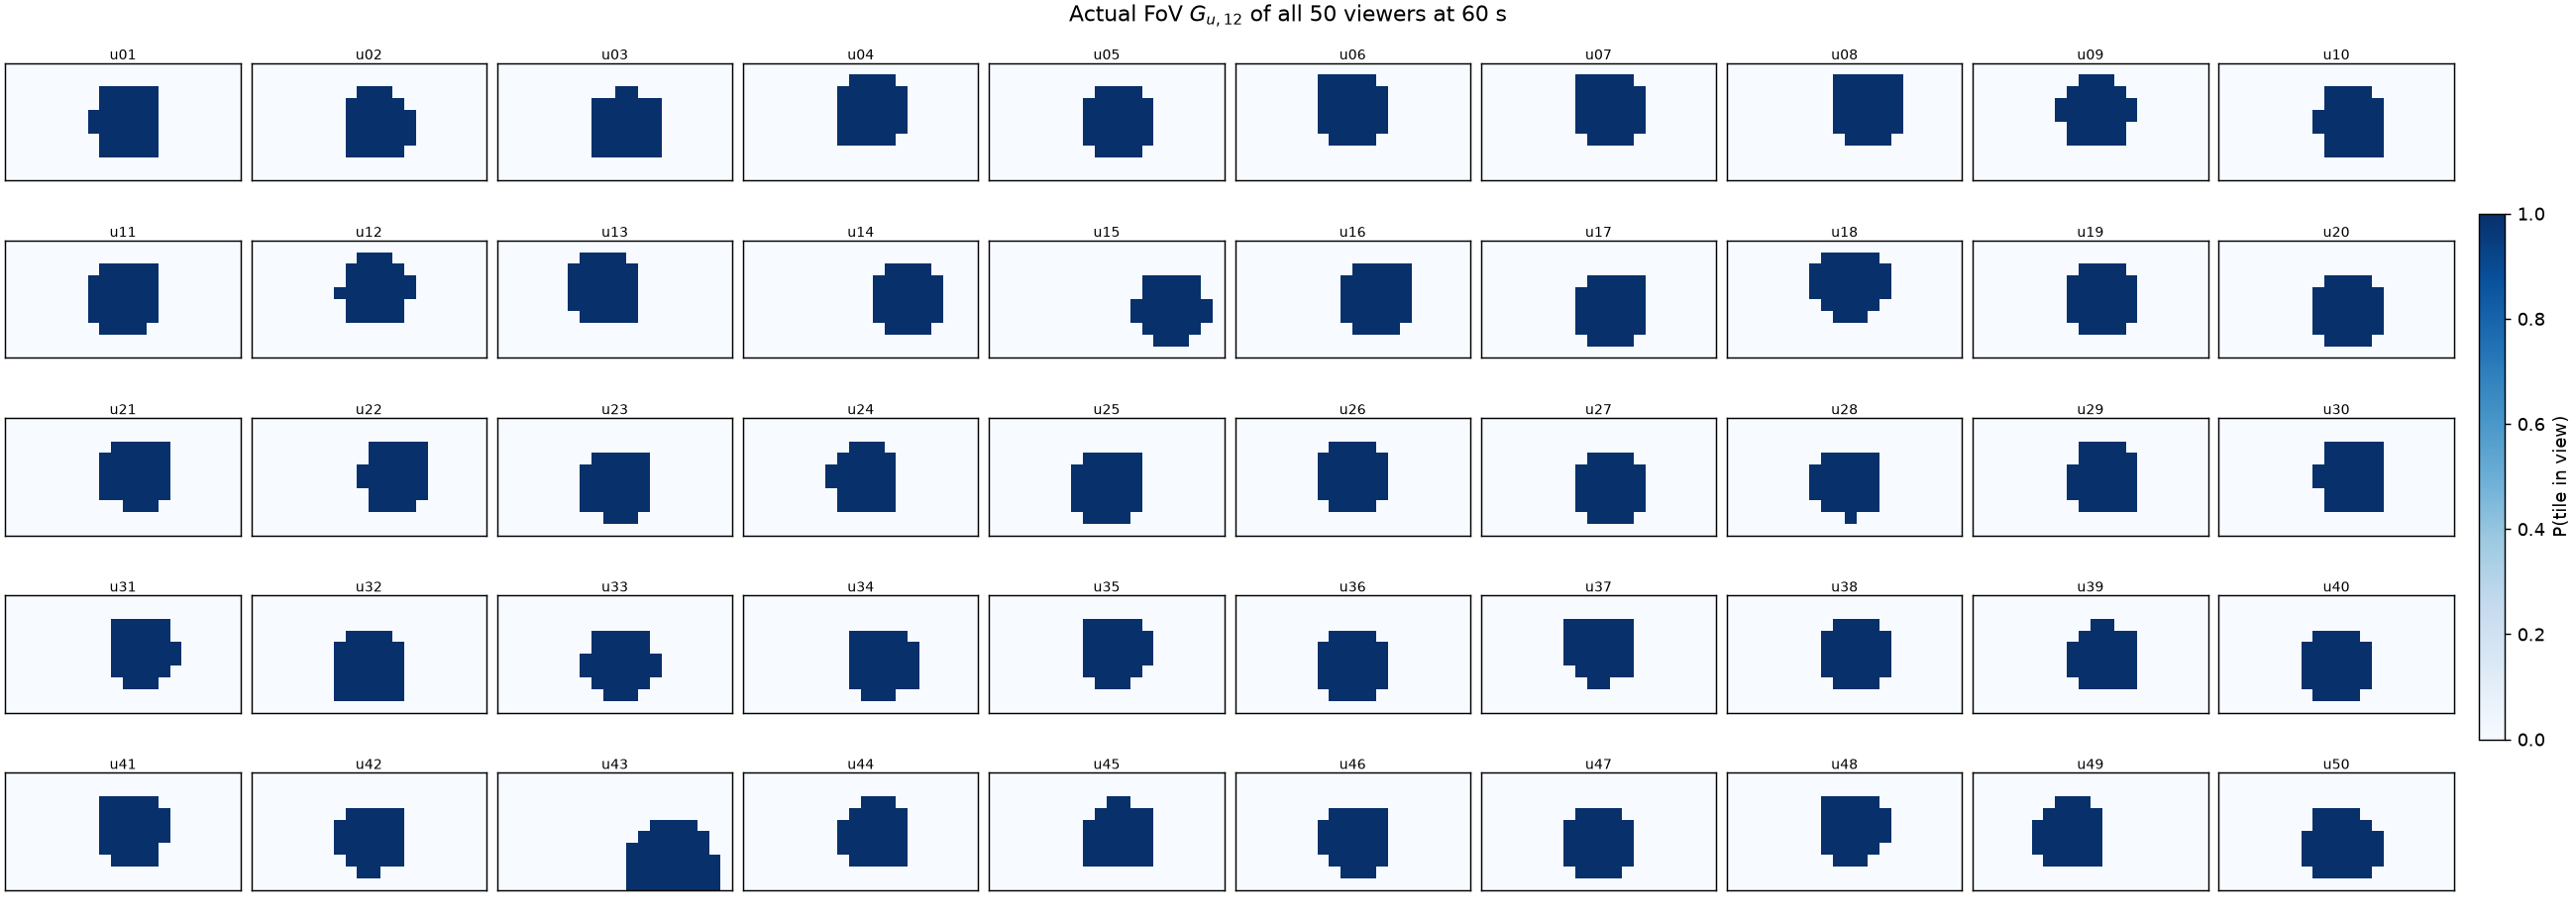 Actual FoV G_{u,12} of all 50 viewers at 60 s
u01 u02 u03 u04 u05 u06 u07 u08 u09 u10
u11 u12 u13 u14 u15 u16 u17 u18 u19 u20
u21 u22 u23 u24 u25 u26 u27 u28 u29 u30
u31 u32 u33 u34 u35 u36 u37 u38 u39 u40
u41 u42 u43 u44 u45 u46 u47 u48 u49 u50
1.0
0.8
0.6
0.4
0.2
0.0
P(tile in view)